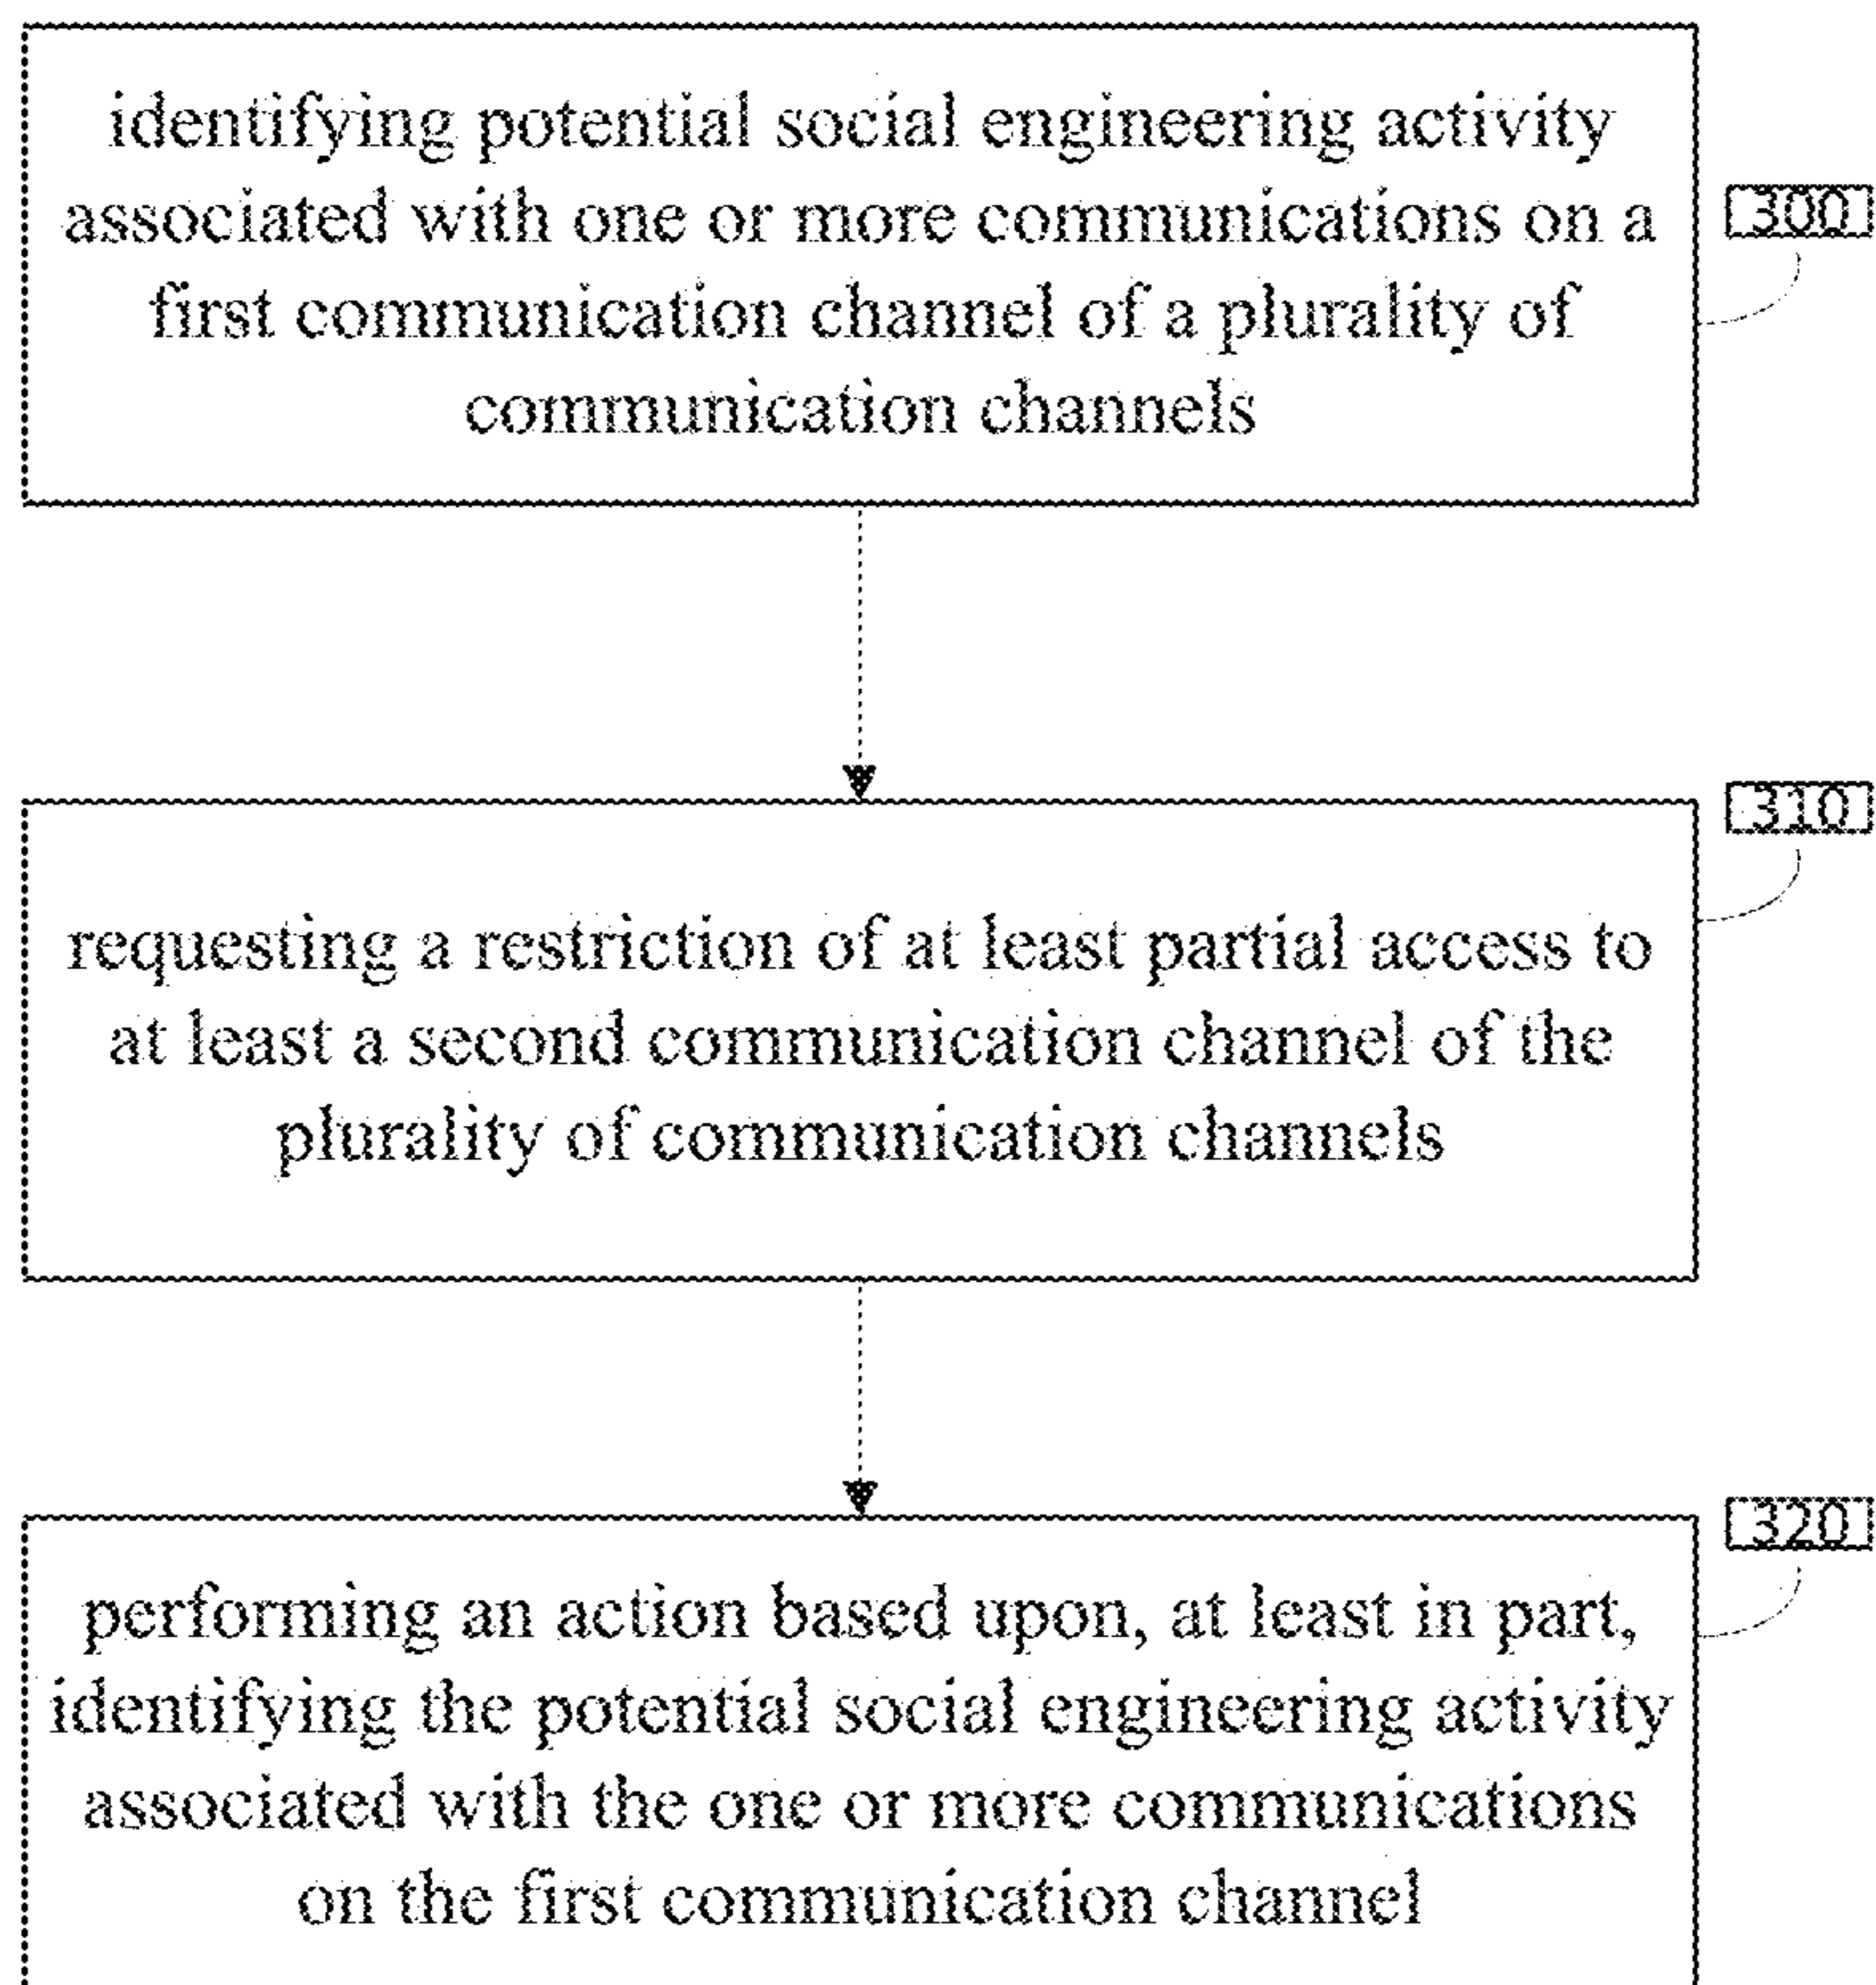 identifying potential social engineering activity
associated with one or more communications on a
first communication channel of a plurality of
communication channels
300
requesting a restriction of at least partial access to
at least a second communication channel of the
plurality of communication channels
310
performing an action based upon, at least in part,
identifying the potential social engineering activity
associated with the one or more communications
on the first communication channel
320